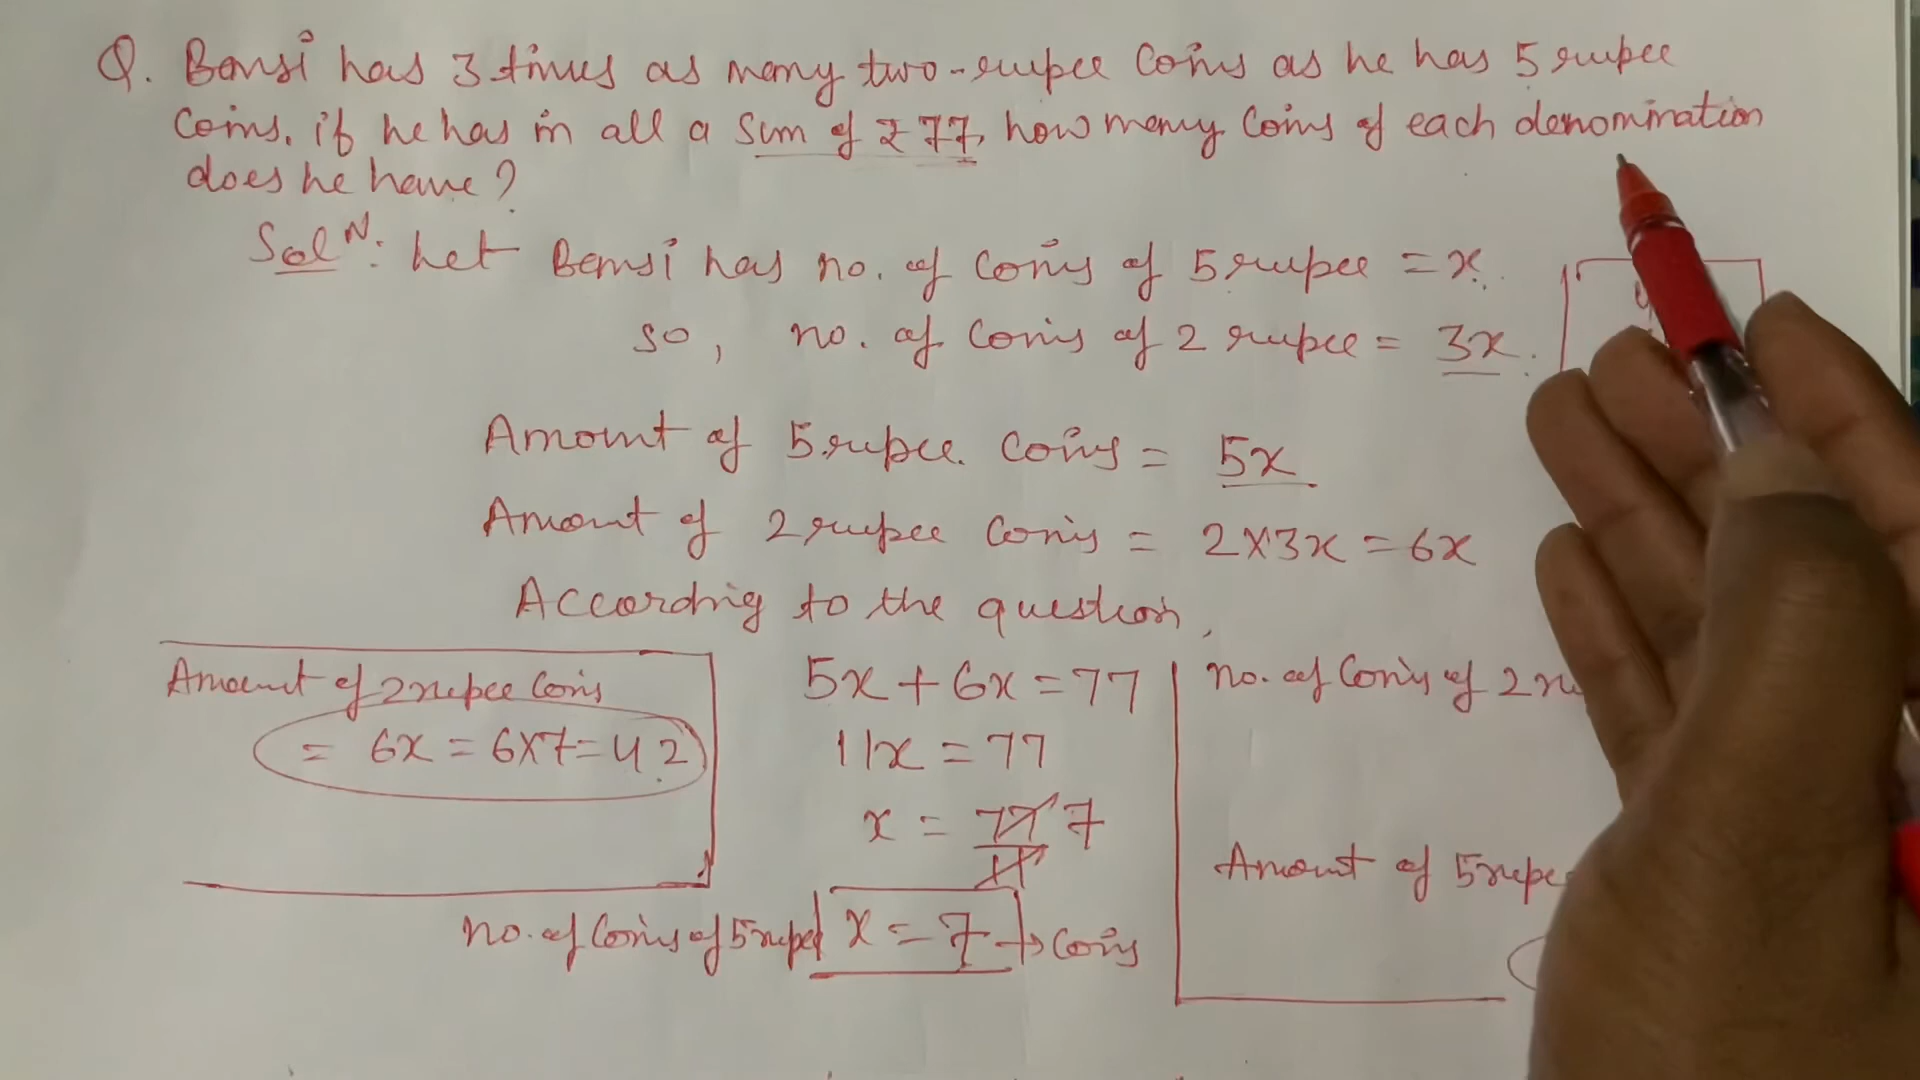 Q. Bansi has 3 times as many two-rupee coins as he has 5 rupee
coins. if he has in all a sum of ₹77, how many coins of each denomination
does he have?
Solᴺ: Let Bansi has no. of coins of 5 rupee = x.
so, no. of coins of 2 rupee = 3x.
Amount of 5 rupee coins = 5x
Amount of 2 rupee coins = 2×3x = 6x
According to the question,
Amount of 2 rupee coins
= 6x = 6×7 = 42
5x + 6x = 77
11x = 77
x = 77/11 7
no. of coins of 5 rupee x = 7 → coins
no. of coins of 2
Amount of 5 rupe